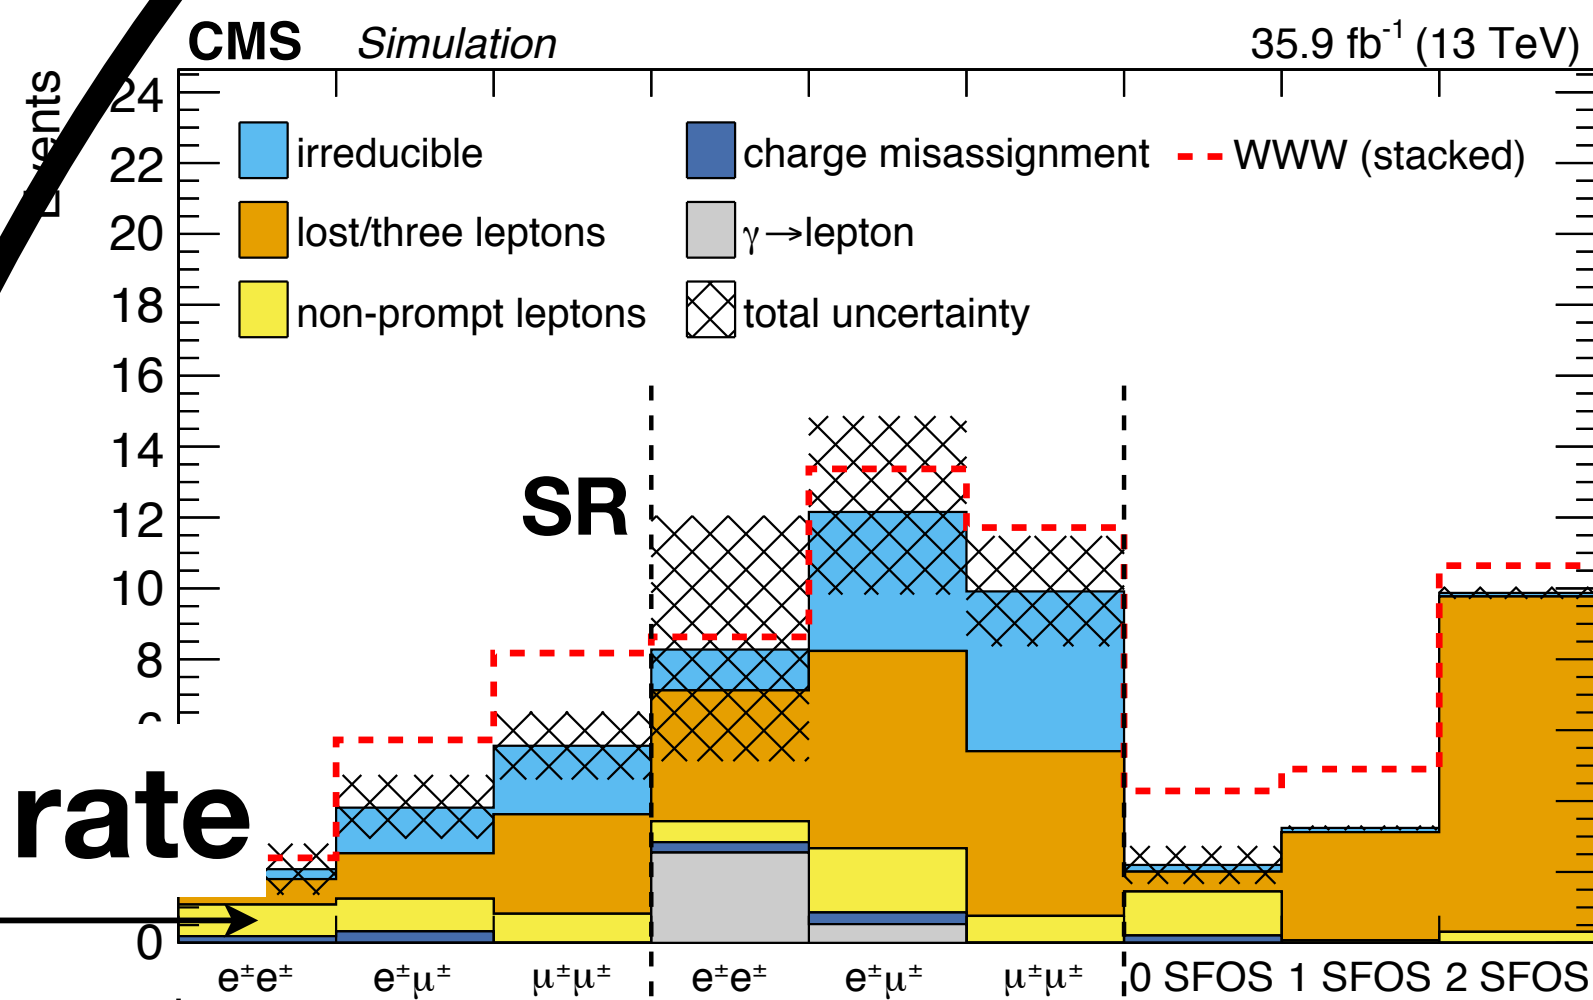 CMS Simulation 35.9 fb⁻¹ (13 TeV)
Events
24
22
20
18
16
14
12
10
8
0
irreducible
lost/three leptons
non-prompt leptons
charge misassignment
γ→lepton
total uncertainty
WWW (stacked)
SR
rate
e±e± e±μ± μ±μ± e±e± e±μ± μ±μ± 0 SFOS 1 SFOS 2 SFOS